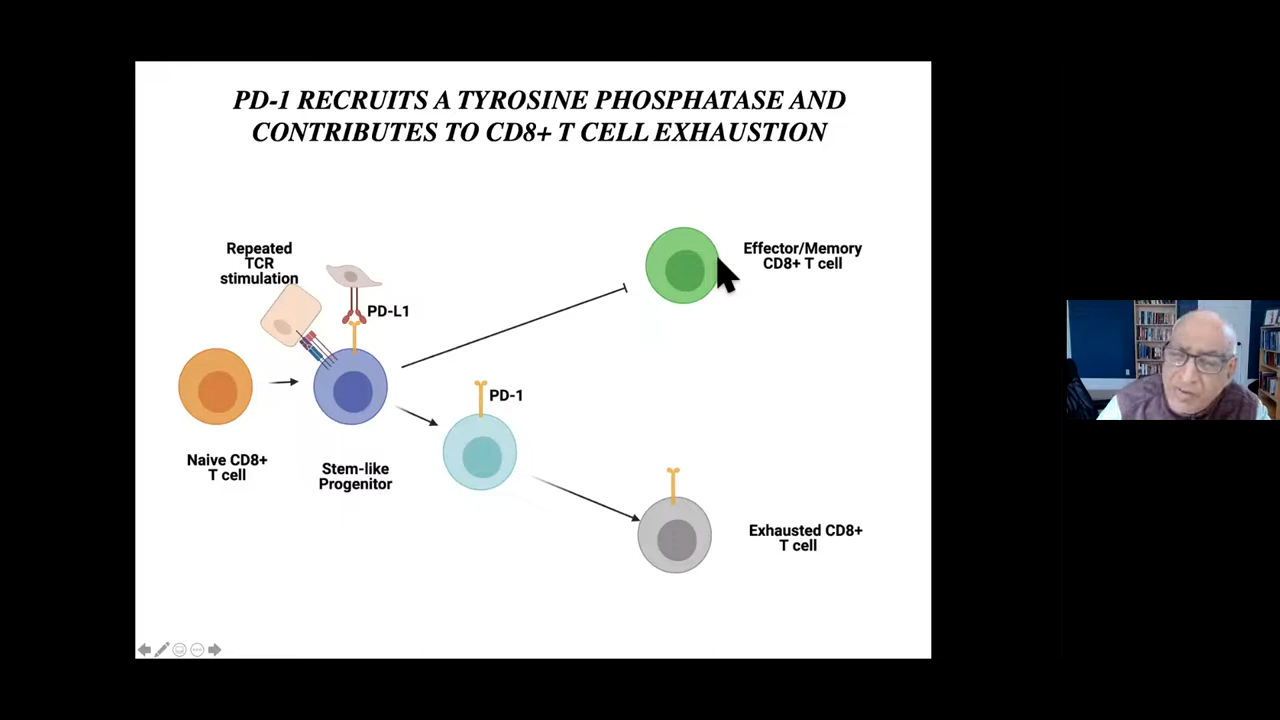 PD-1 RECRUITS A TYROSINE PHOSPHATASE AND
CONTRIBUTES TO CD8+ T CELL EXHAUSTION
Repeated
TCR
stimulation
PD-L1
Effector/Memory
CD8+ T cell
PD-1
Naive CD8+
T cell
Stem-like
Progenitor
Exhausted CD8+
T cell